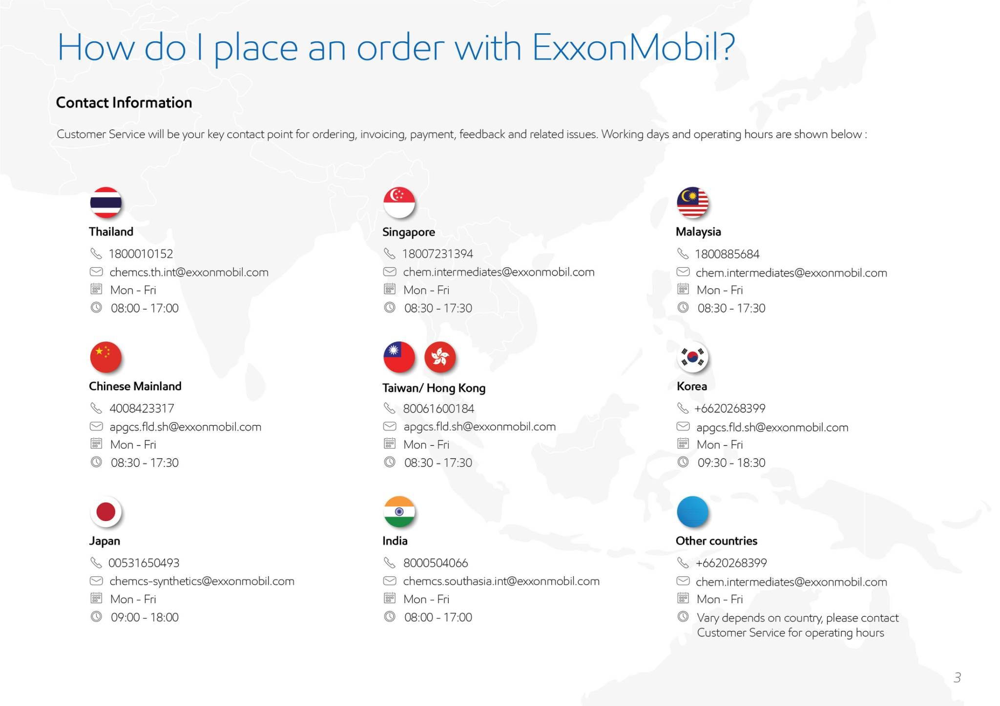 How do I place an order with ExxonMobil?
Contact Information
Customer Service will be your key contact point for ordering, invoicing, payment, feedback and related issues. Working days and operating hours are shown below :
Thailand
1800010152
chemcs.th.int@exxonmobil.com
Mon - Fri
08:00 - 17:00
Singapore
18007231394
chem.intermediates@exxonmobil.com
Mon - Fri
08:30 - 17:30
Malaysia
1800885684
chem.intermediates@exxonmobil.com
Mon - Fri
08:30 - 17:30
Chinese Mainland
4008423317
apgcs.fld.sh@exxonmobil.com
Mon - Fri
08:30 - 17:30
Taiwan/ Hong Kong
80061600184
apgcs.fld.sh@exxonmobil.com
Mon - Fri
08:30 - 17:30
Korea
+6620268399
apgcs.fld.sh@exxonmobil.com
Mon - Fri
09:30 - 18:30
Japan
00531650493
chemcs-synthetics@exxonmobil.com
Mon - Fri
09:00 - 18:00
India
8000504066
chemcs.southasia.int@exxonmobil.com
Mon - Fri
08:00 - 17:00
Other countries
+6620268399
chem.intermediates@exxonmobil.com
Mon - Fri
Vary depends on country, please contact
Customer Service for operating hours
3